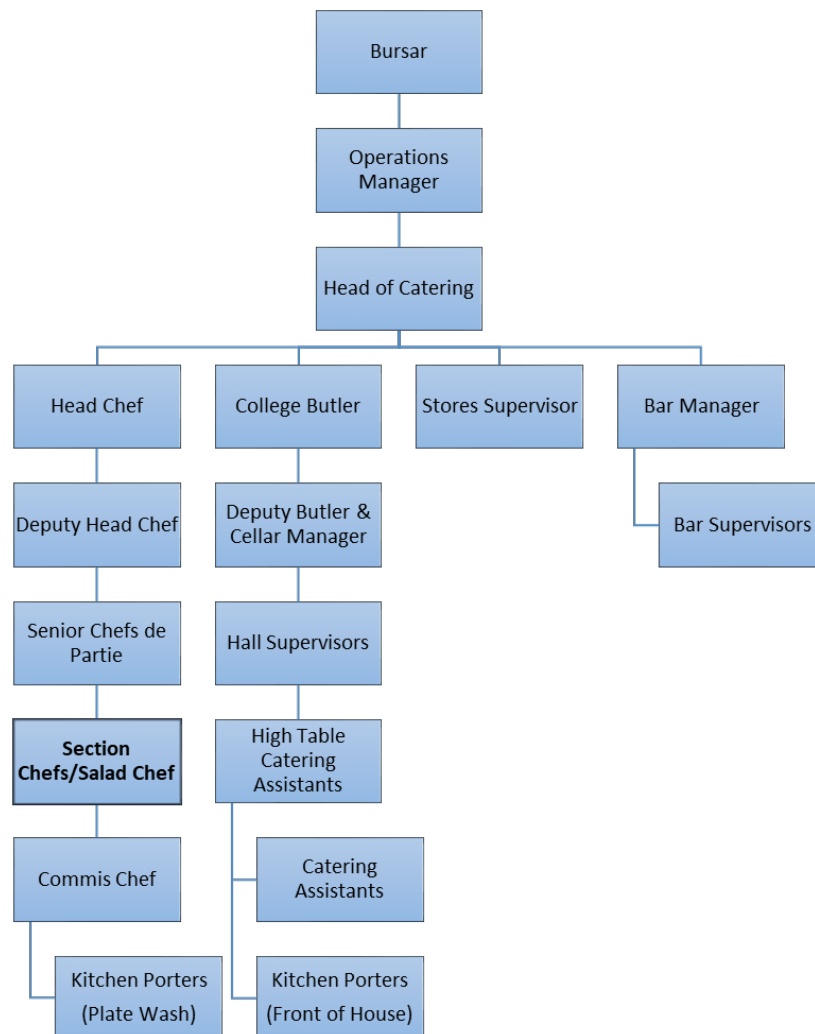 Bursar
Operations
Manager
Head of Catering
Head Chef
College Butler
Stores Supervisor
Bar Manager
Deputy Head Chef
Deputy Butler &
Cellar Manager
Bar Supervisors
Senior Chefs de
Partie
Hall Supervisors
Section
Chefs/Salad Chef
High Table
Catering
Assistants
Commis Chef
Catering
Assistants
Kitchen Porters
(Plate Wash)
Kitchen Porters
(Front of House)